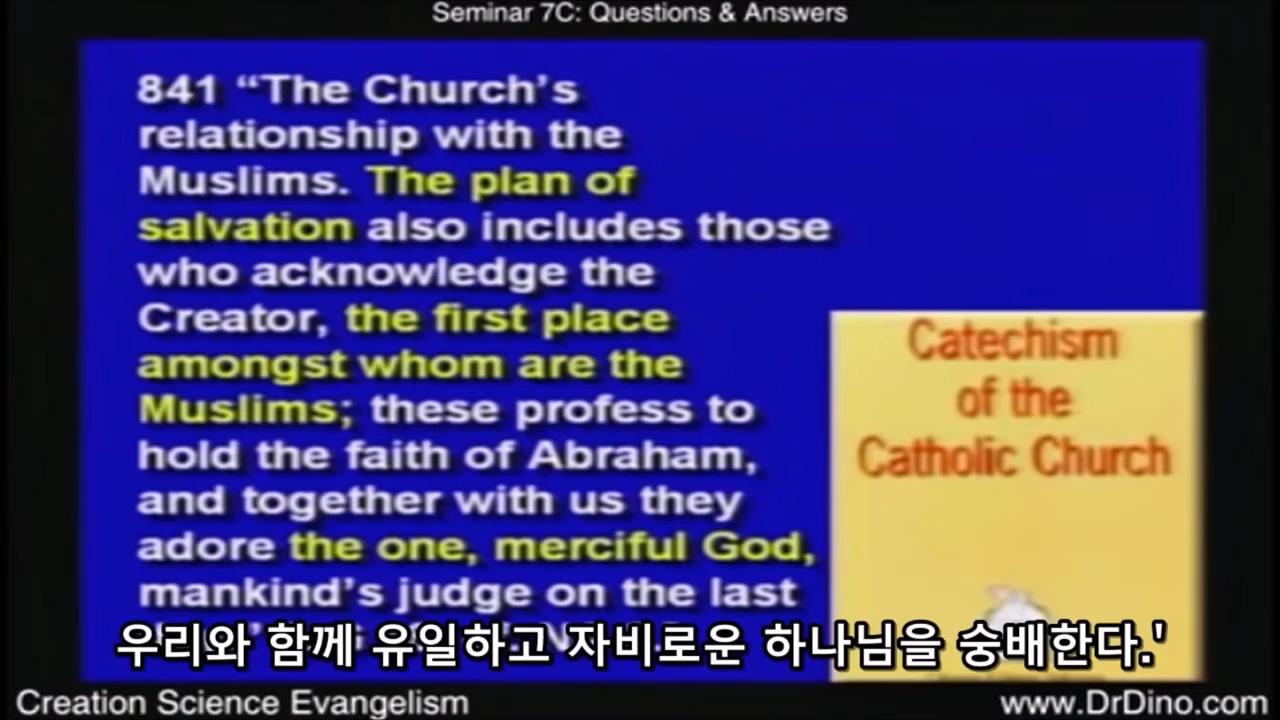 Seminar 7C: Questions & Answers
841 “The Church’s
relationship with the
Muslims. The plan of
salvation also includes those
who acknowledge the
Creator, the first place
amongst whom are the
Muslims; these profess to
hold the faith of Abraham,
and together with us they
adore the one, merciful God,
mankind’s judge on the last
Catechism
of the
Catholic Church
우리와 함께 유일하고 자비로운 하나님을 숭배한다.'
Creation Science Evangelism
www.DrDino.com